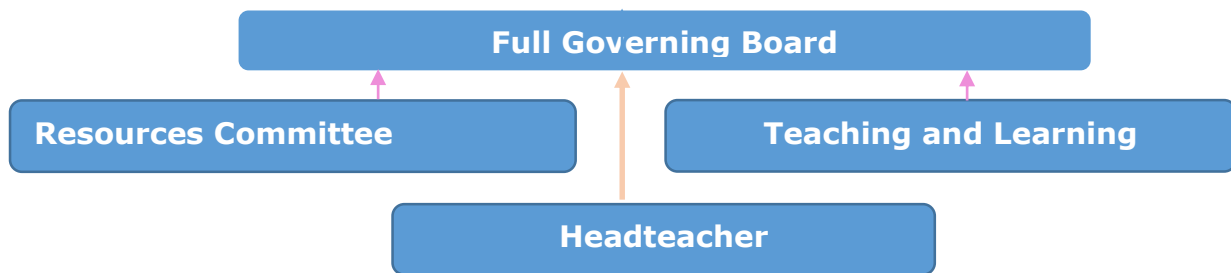 Full Governing Board
Resources Committee
Teaching and Learning
Headteacher